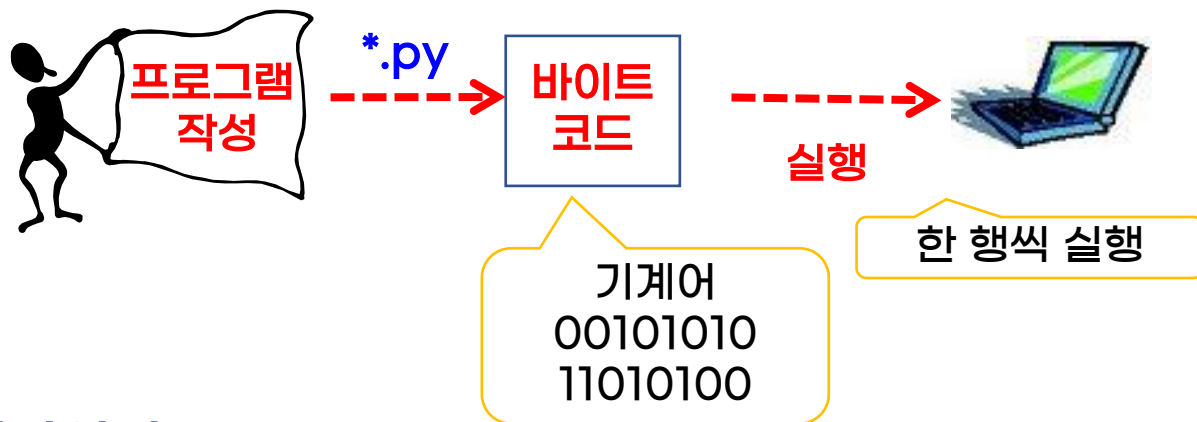 프로그램
작성
*.py
바이트
코드
실행
한 행씩 실행
기계어
00101010
11010100